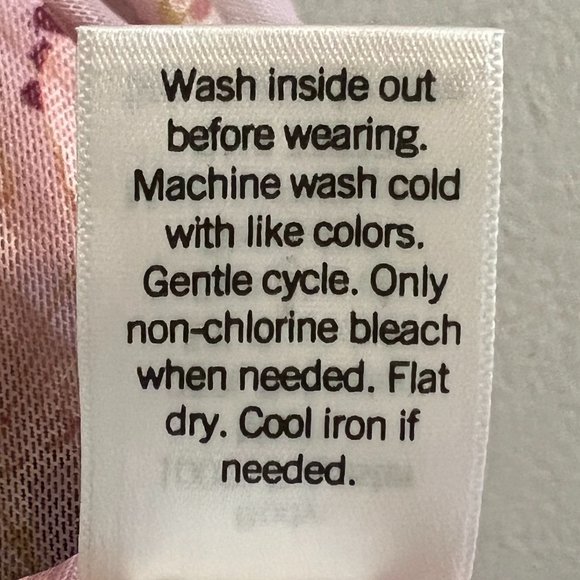 Wash inside out
before wearing.
Machine wash cold
with like colors.
Gentle cycle. Only
non-chlorine bleach
when needed. Flat
dry. Cool iron if
needed.